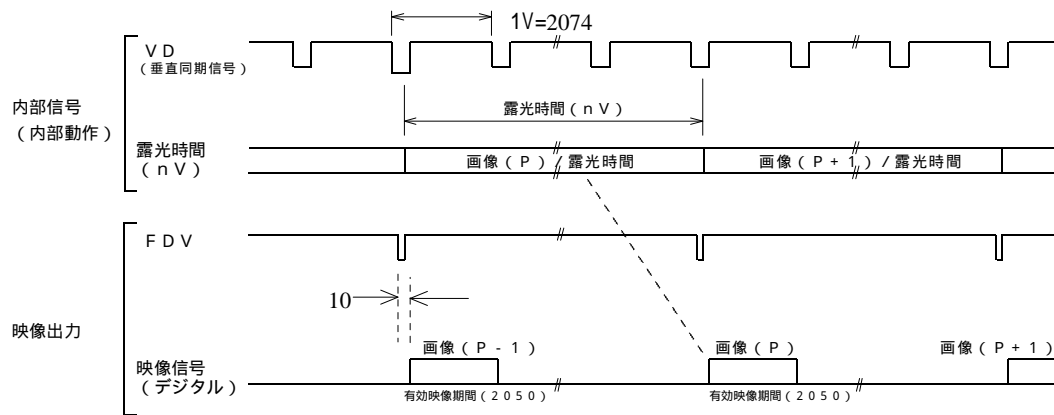 1V=2074
VD
(垂直同期信号)
内部信号
(内部動作)
露光時間(nV)
露光時間
(nV)
画像(P)/露光時間
画像(P+1)/露光時間
FDV
10
映像出力
画像(P-1)
画像(P)
画像(P+1)
映像信号
(デジタル)
有効映像期間(2050)
有効映像期間(2050)